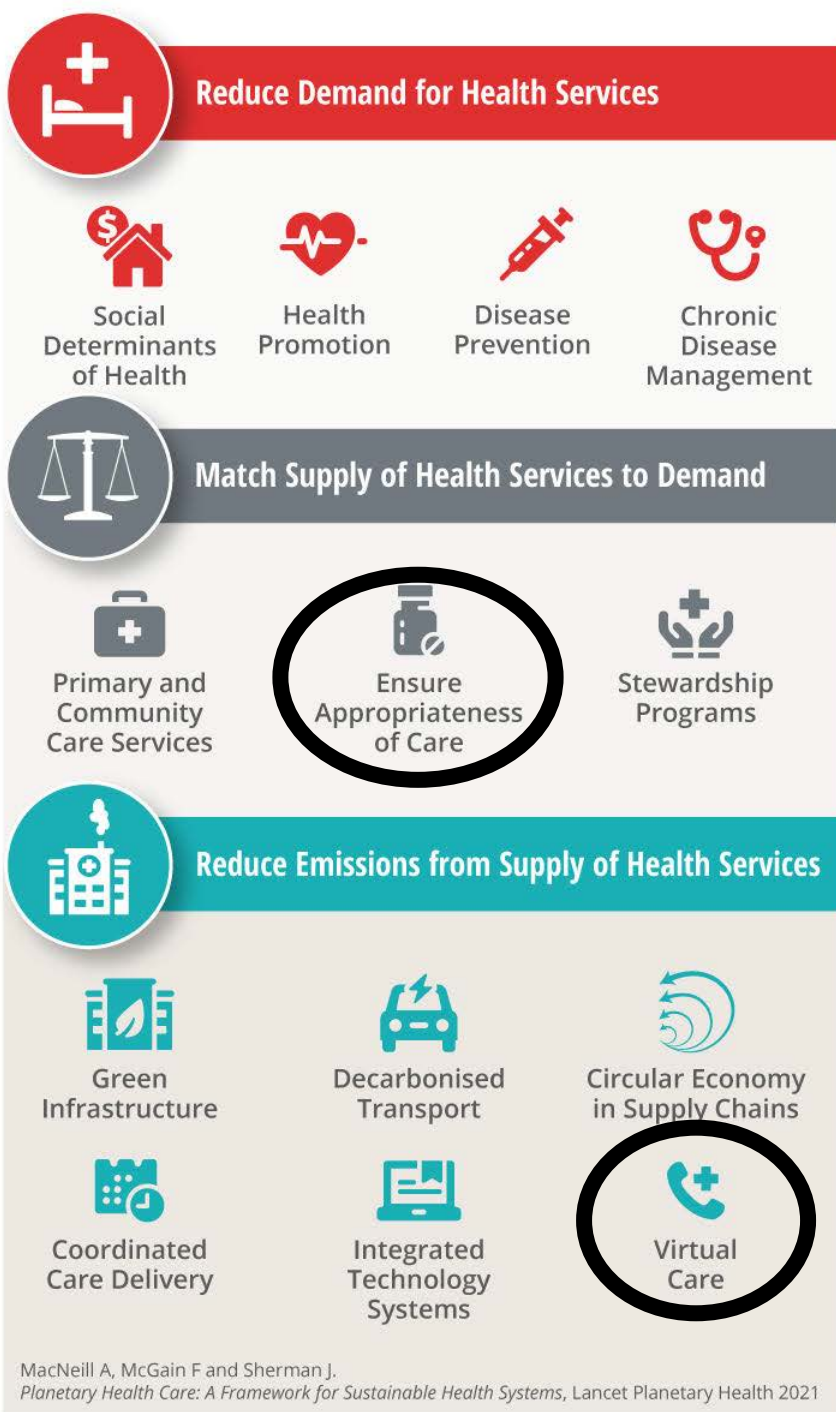 Reduce Demand for Health Services
$
Social
Determinants
of Health
Health
Promotion
Disease
Prevention
Chronic
Disease
Management
Match Supply of Health Services to Demand
Primary and
Community
Care Services
Ensure
Appropriateness
of Care
Stewardship
Programs
Reduce Emissions from Supply of Health Services
Green
Infrastructure
Decarbonised
Transport
Circular Economy
in Supply Chains
Coordinated
Care Delivery
Integrated
Technology
Systems
Virtual
Care
MacNeill A, McGain F and Sherman J.
Planetary Health Care: A Framework for Sustainable Health Systems, Lancet Planetary Health 2021